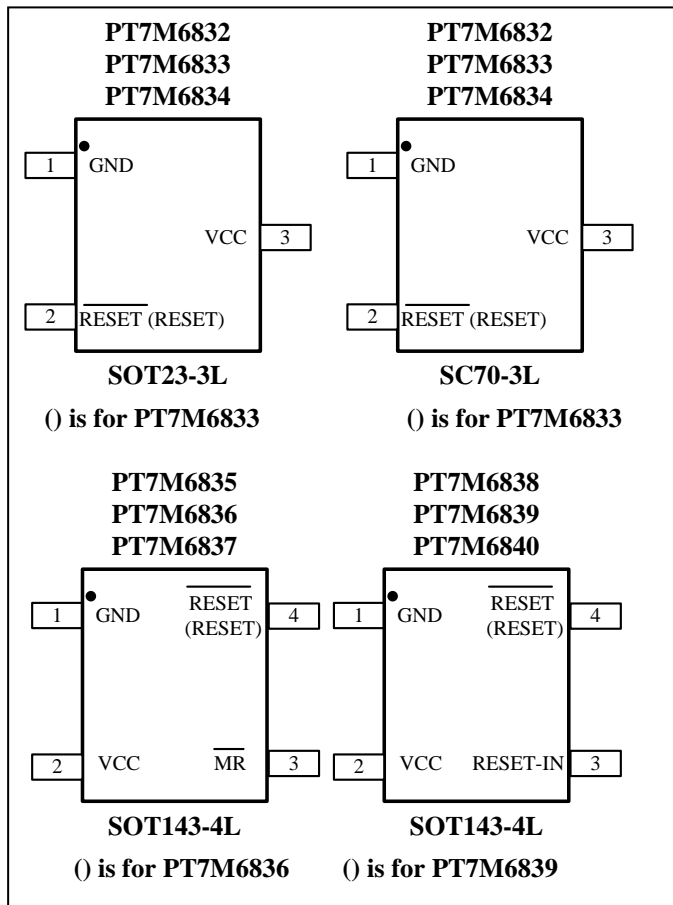 PT7M6832
PT7M6833
PT7M6834
1
GND
VCC
3
2
RESET (RESET)
SOT23-3L
() is for PT7M6833
PT7M6832
PT7M6833
PT7M6834
1
GND
VCC
3
2
RESET (RESET)
SC70-3L
() is for PT7M6833
PT7M6835
PT7M6836
PT7M6837
1
GND
RESET
(RESET)
4
2
VCC
MR
3
SOT143-4L
() is for PT7M6836
PT7M6838
PT7M6839
PT7M6840
1
GND
RESET
(RESET)
4
2
VCC
RESET-IN
3
SOT143-4L
() is for PT7M6839